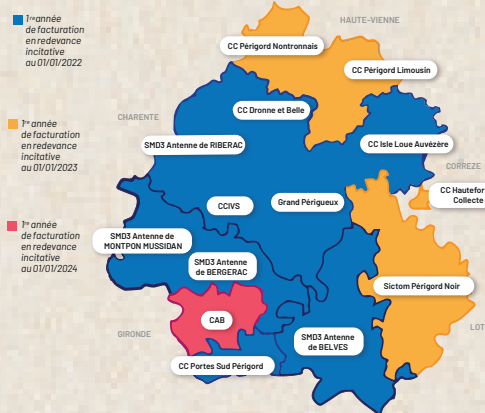 1re année
de facturation
en redevance
incitative
au 01/01/2022
1re année
de facturation
en redevance
incitative
au 01/01/2023
1re année
de facturation
en redevance
incitative
au 01/01/2024
HAUTE-VIENNE
CC Périgord Nontronnais
CC Périgord Limousin
CC Dronne et Belle
CHARENTE
SMD3 Antenne de RIBERAC
CC Isle Loue Auvézère
CORREZE
CC Hautefor
Collecte
CCIVS
Grand Périgueux
SMD3 Antenne de
MONTPON MUSSIDAN
SMD3 Antenne
de BERGERAC
Sictom Périgord Noir
CAB
GIRONDE
LOT
SMD3 Antenne
de BELVES
CC Portes Sud Périgord